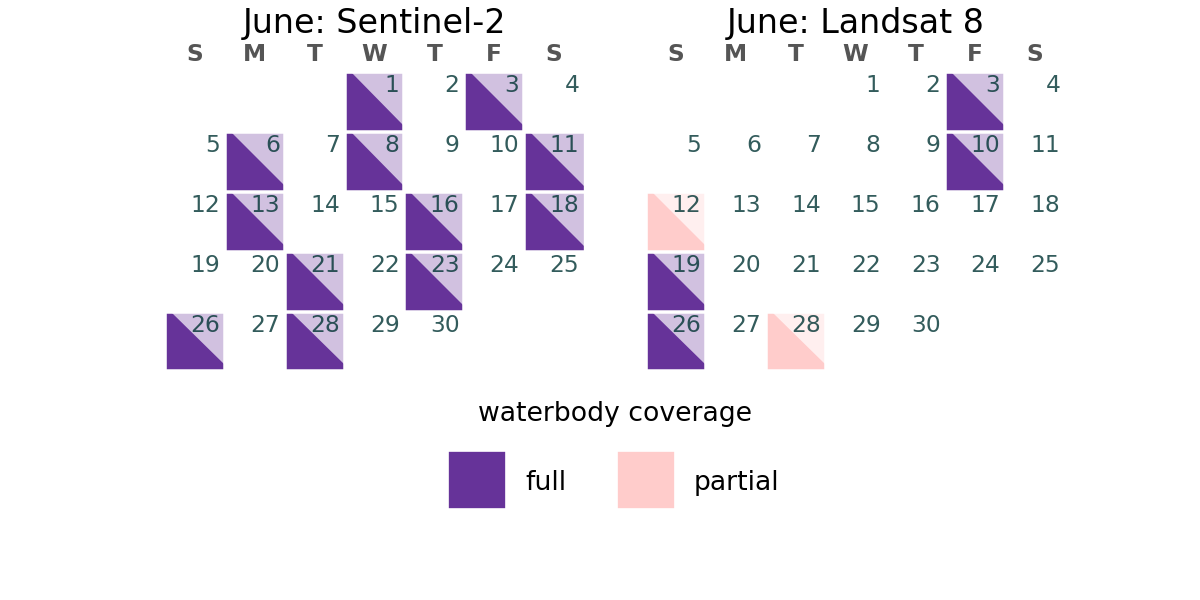 June: Sentinel-2
S M T W T F S
1 2 3 4
5 6 7 8 9 10 11
12 13 14 15 16 17 18
19 20 21 22 23 24 25
26 27 28 29 30
June: Landsat 8
S M T W T F S
1 2 3 4
5 6 7 8 9 10 11
12 13 14 15 16 17 18
19 20 21 22 23 24 25
26 27 28 29 30
waterbody coverage
full partial